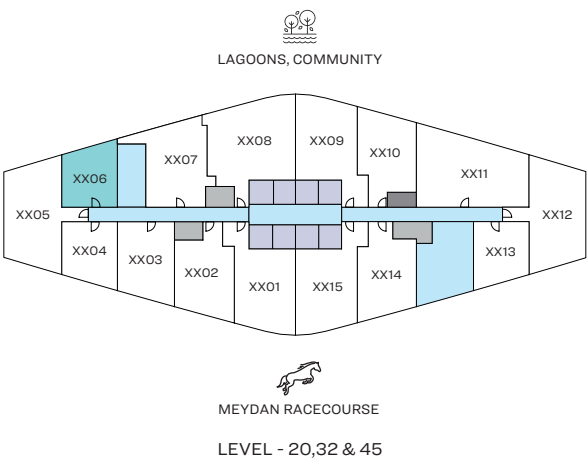 LAGOONS, COMMUNITY
XX08
XX09
XX07
XX10
XX06
XX11
XX05
XX12
XX04
XX03
XX02
XX01
XX15
XX14
XX13
MEYDAN RACECOURSE
LEVEL - 20,32 & 45